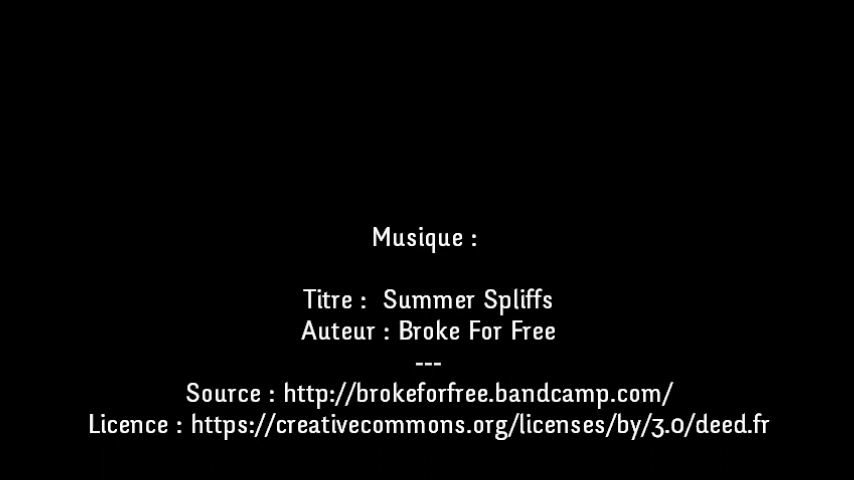 Musique :
Titre :  Summer Spliffs
Auteur : Broke For Free
---
Source : http://brokeforfree.bandcamp.com/
Licence : https://creativecommons.org/licenses/by/3.0/deed.fr